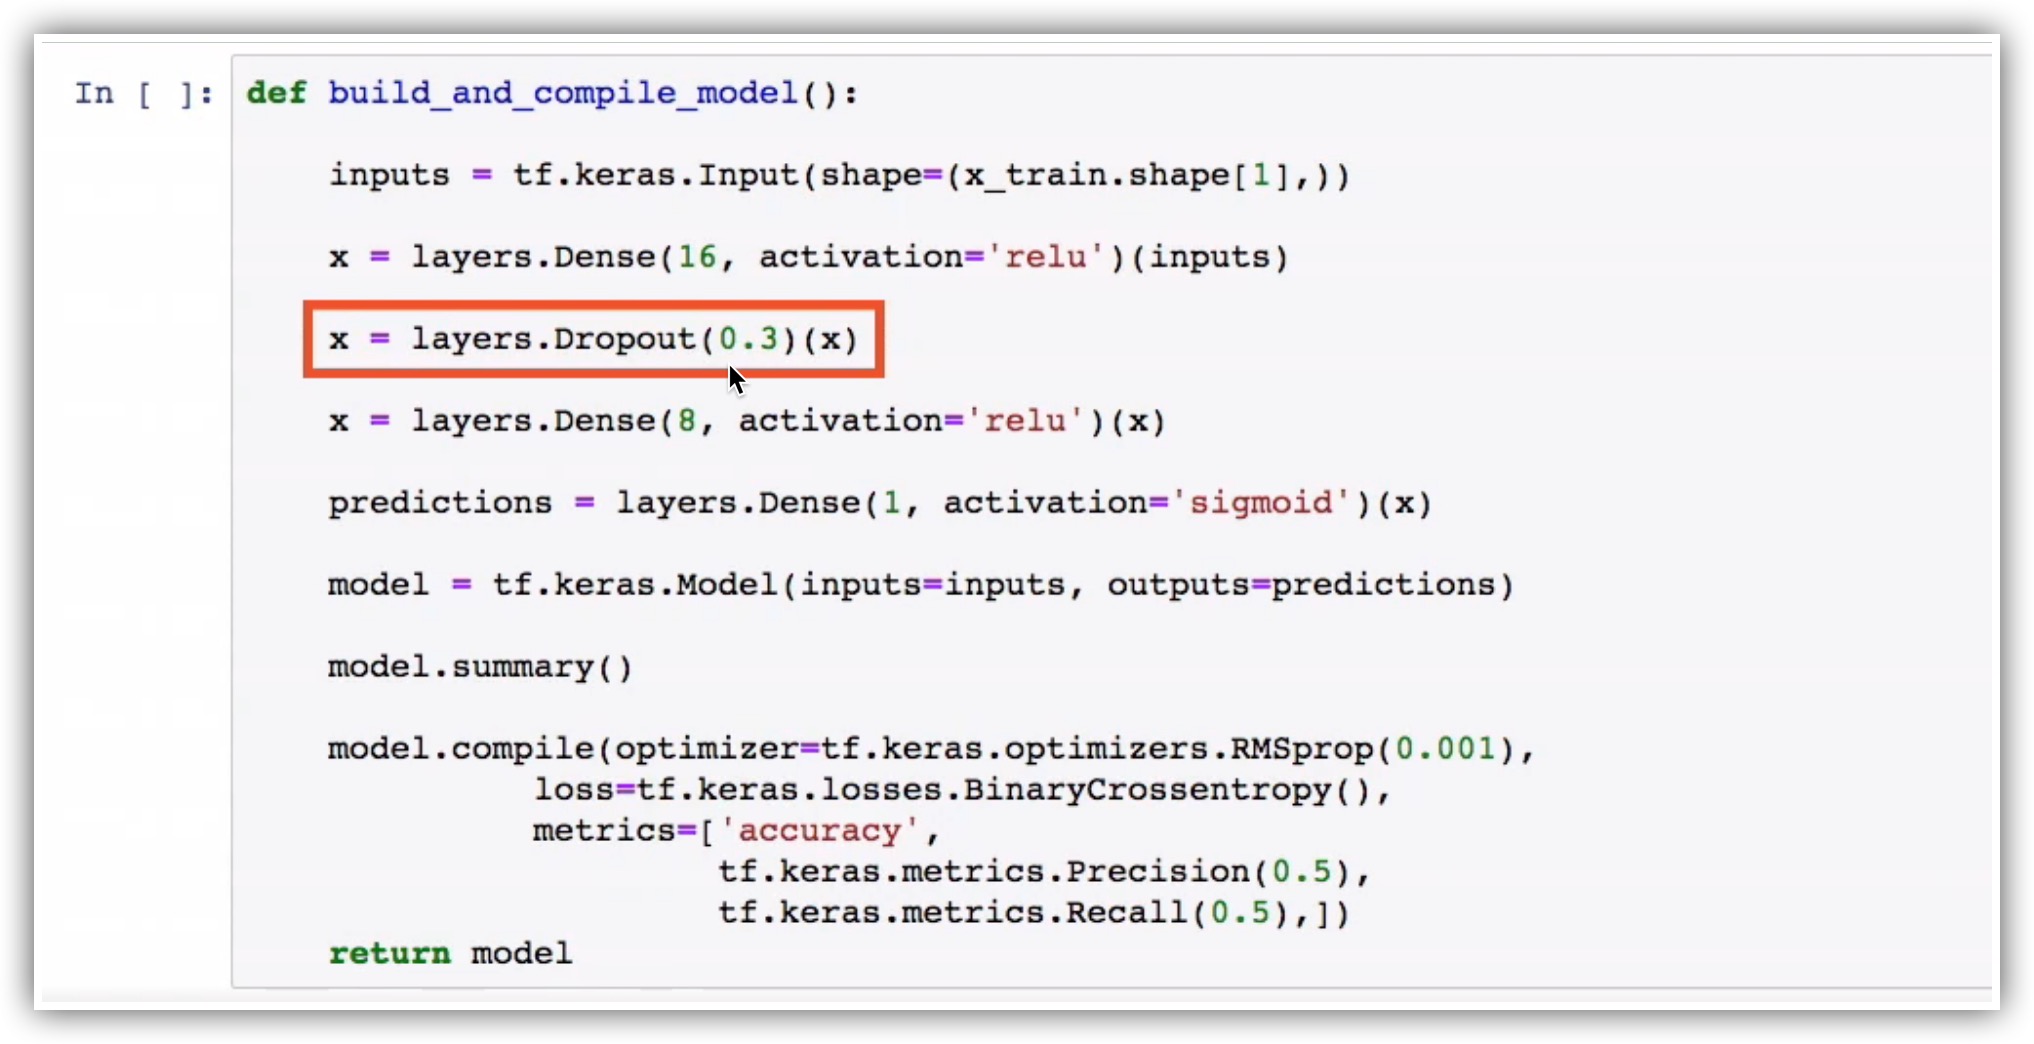 In [ ]: def build_and_compile_model():
inputs = tf.keras.Input(shape=(x_train.shape[1],))
x = layers.Dense(16, activation='relu')(inputs)
x = layers.Dropout(0.3)(x)
x = layers.Dense(8, activation='relu')(x)
predictions = layers.Dense(1, activation='sigmoid')(x)
model = tf.keras.Model(inputs=inputs, outputs=predictions)
model.summary()
model.compile(optimizer=tf.keras.optimizers.RMSprop(0.001),
loss=tf.keras.losses.BinaryCrossentropy(),
metrics=['accuracy',
tf.keras.metrics.Precision(0.5),
tf.keras.metrics.Recall(0.5),])
return model